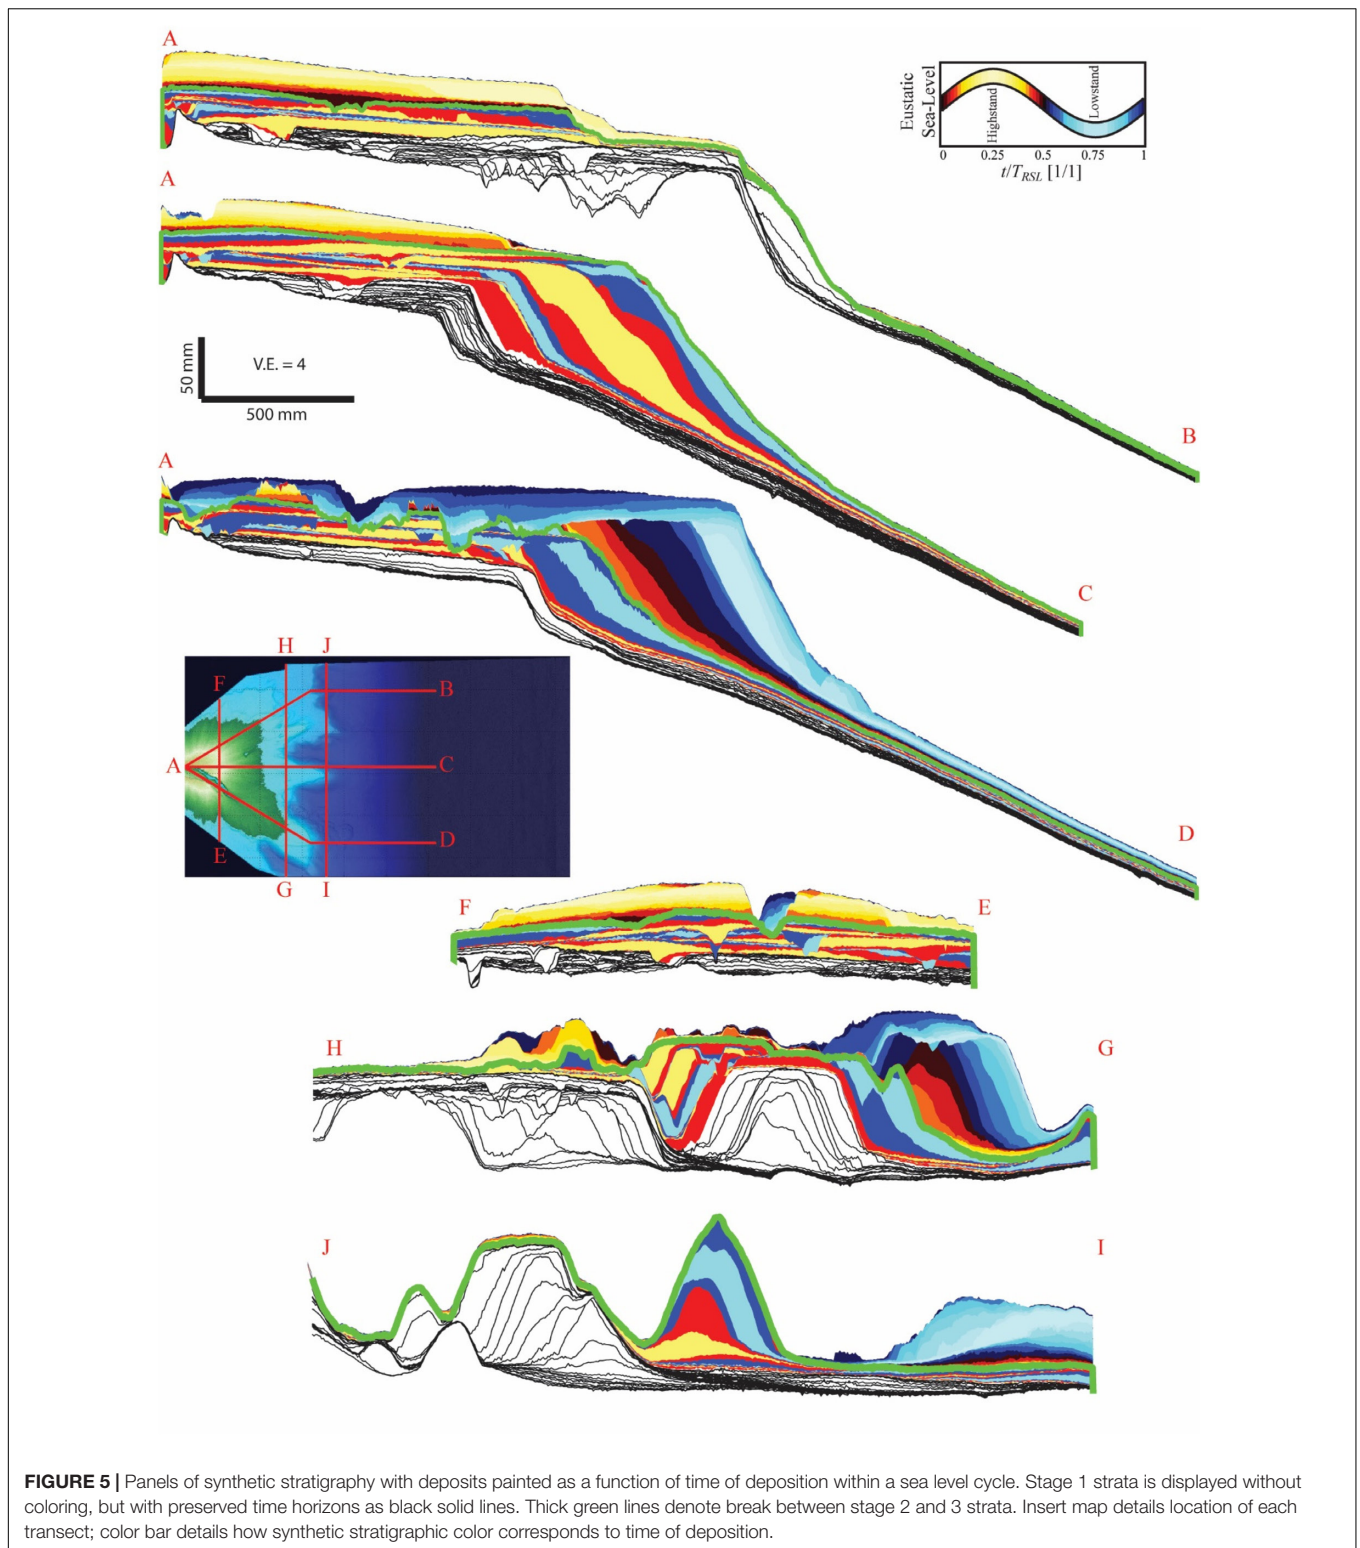 A
Eustatic
Sea-Level
Highstand
Lowstand
0 0.25 0.5 0.75 1
t/T_RSL [1/1]
A
50 mm
V.E. = 4
500 mm
B
A
C
H J
F
B
A C
D
E
G I
D
F E
H G
J I
FIGURE 5 | Panels of synthetic stratigraphy with deposits painted as a function of time of deposition within a sea level cycle. Stage 1 strata is displayed without
coloring, but with preserved time horizons as black solid lines. Thick green lines denote break between stage 2 and 3 strata. Insert map details location of each
transect; color bar details how synthetic stratigraphic color corresponds to time of deposition.